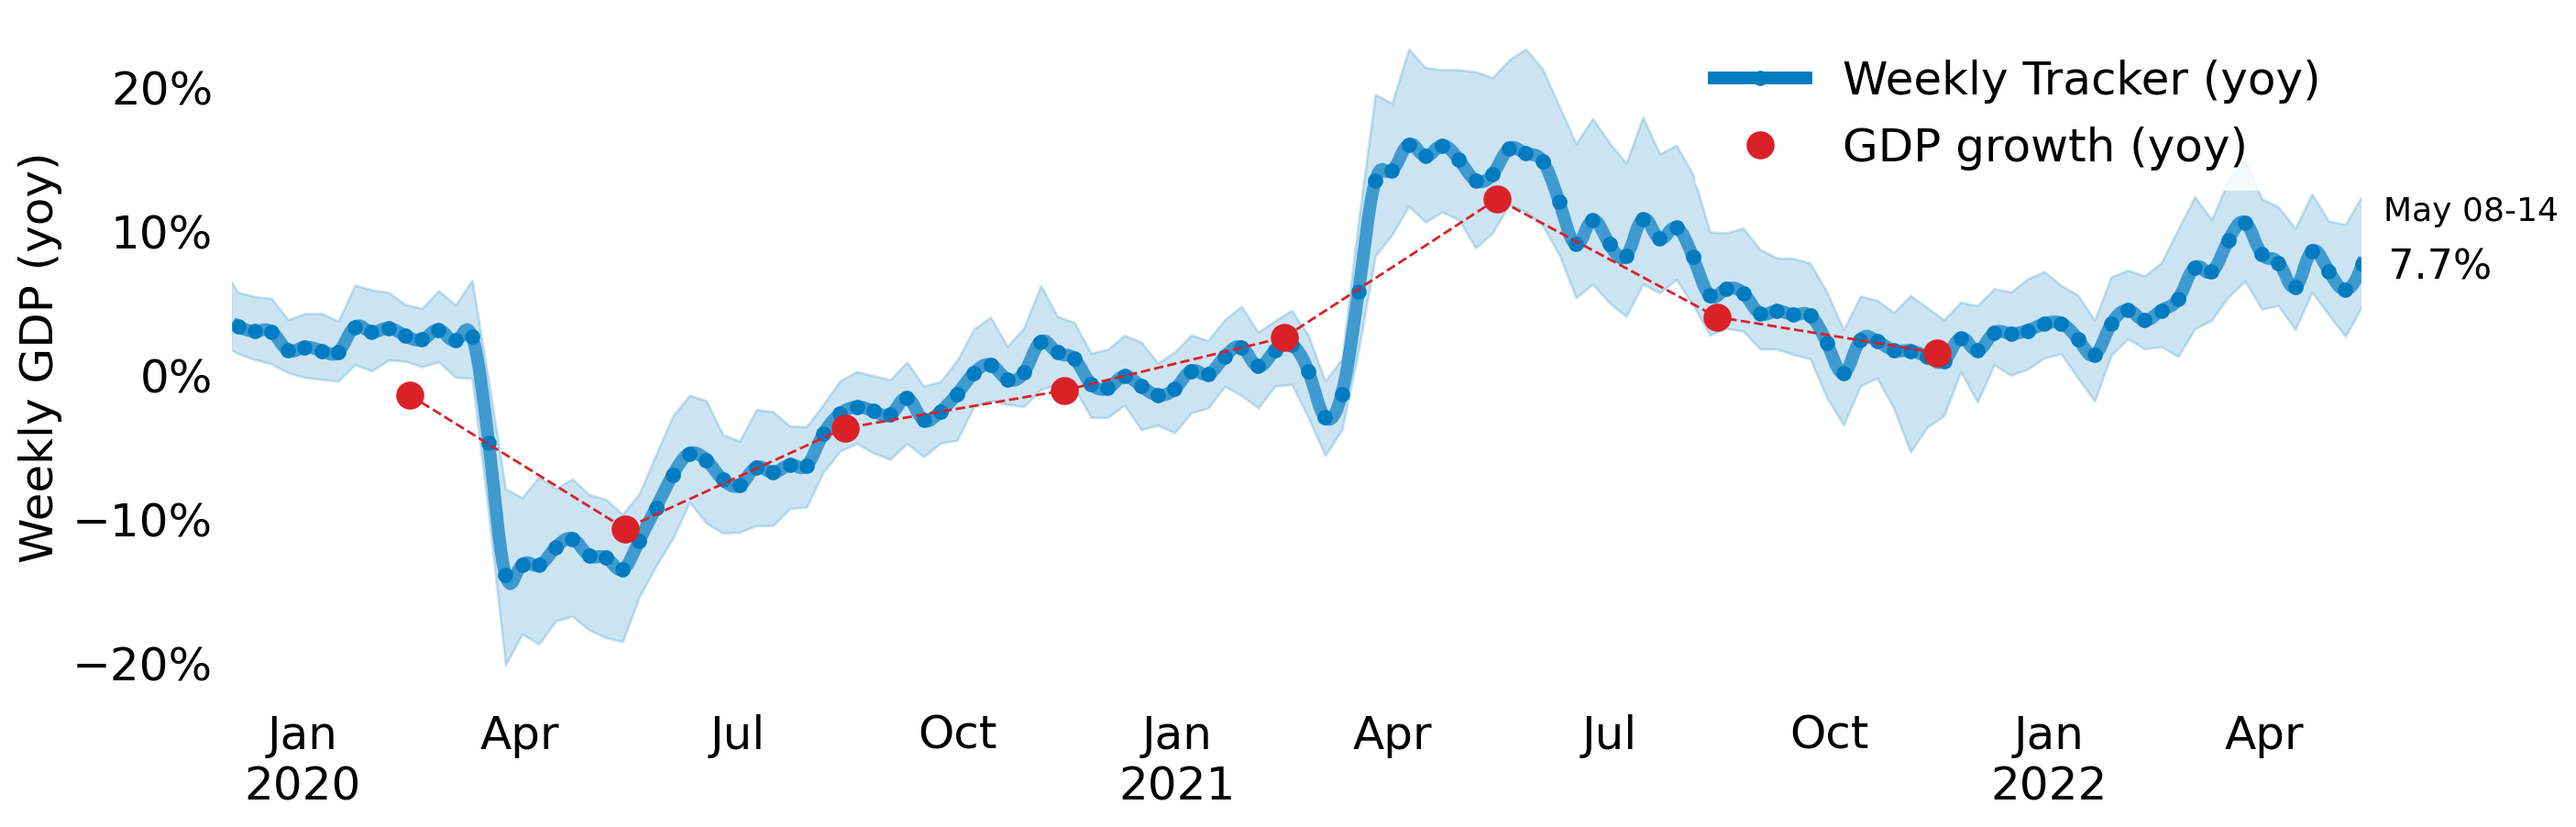 Weekly GDP (yoy)
20%
10%
0%
−10%
−20%
Weekly Tracker (yoy)
GDP growth (yoy)
May 08-14
7.7%
Jan
2020
Apr
Jul
Oct
Jan
2021
Apr
Jul
Oct
Jan
2022
Apr